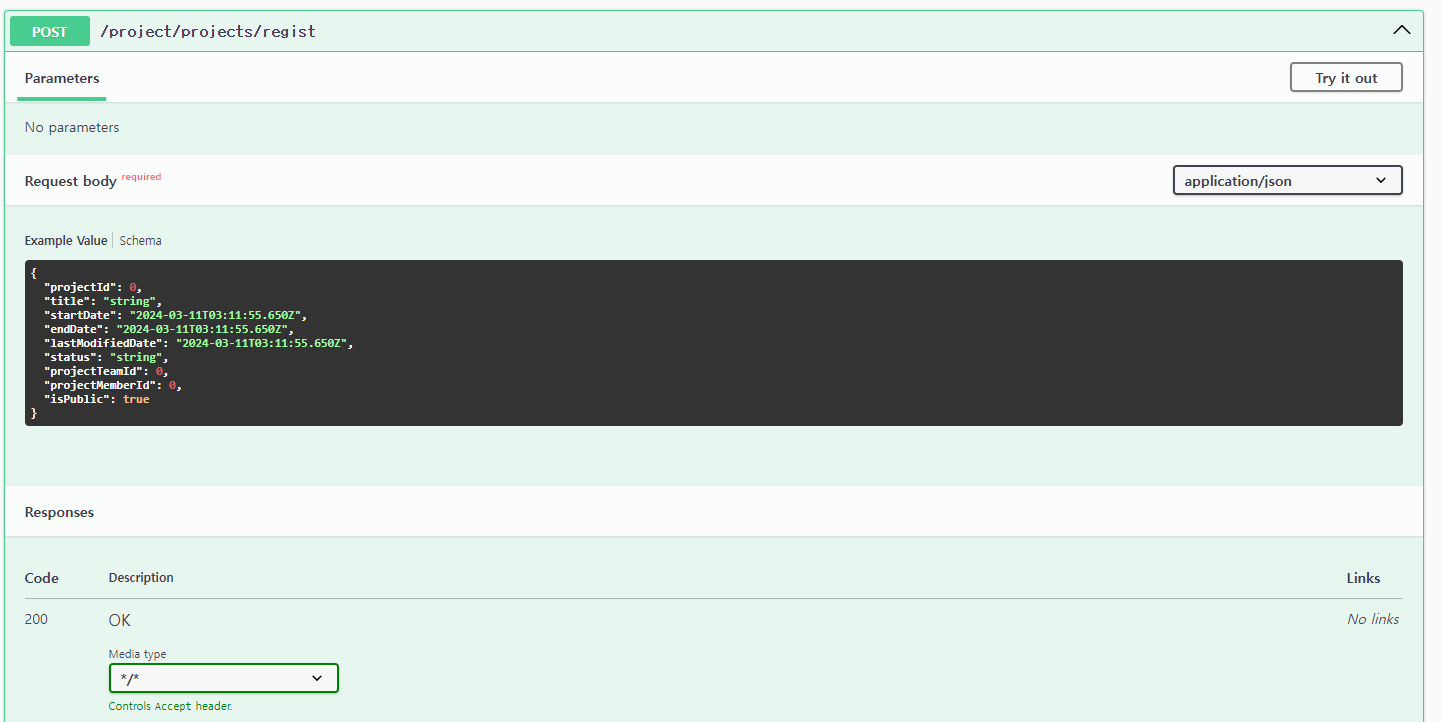 POST /project/projects/regist
Parameters Try it out
No parameters
Request body required application/json
Example Value Schema
{
"projectId": 0,
"title": "string",
"startDate": "2024-03-11T03:11:55.650Z",
"endDate": "2024-03-11T03:11:55.650Z",
"lastModifiedDate": "2024-03-11T03:11:55.650Z",
"status": "string",
"projectTeamId": 0,
"projectMemberId": 0,
"isPublic": true
}
Responses
Code Description Links
200 OK No links
Media type
*/*
Controls Accept header.